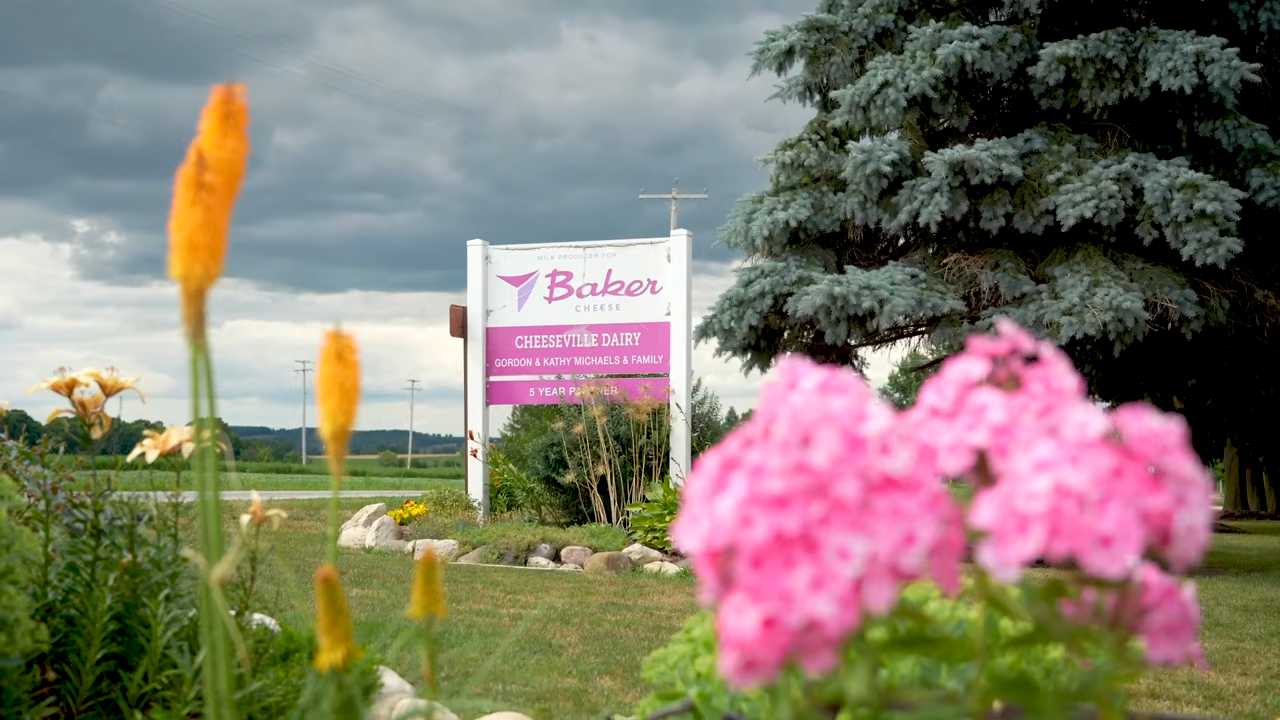 MILK PRODUCER FOR
Baker
CHEESE
CHEESEVILLE DAIRY
GORDON & KATHY MICHAELS & FAMILY
5 YEAR PARTNER